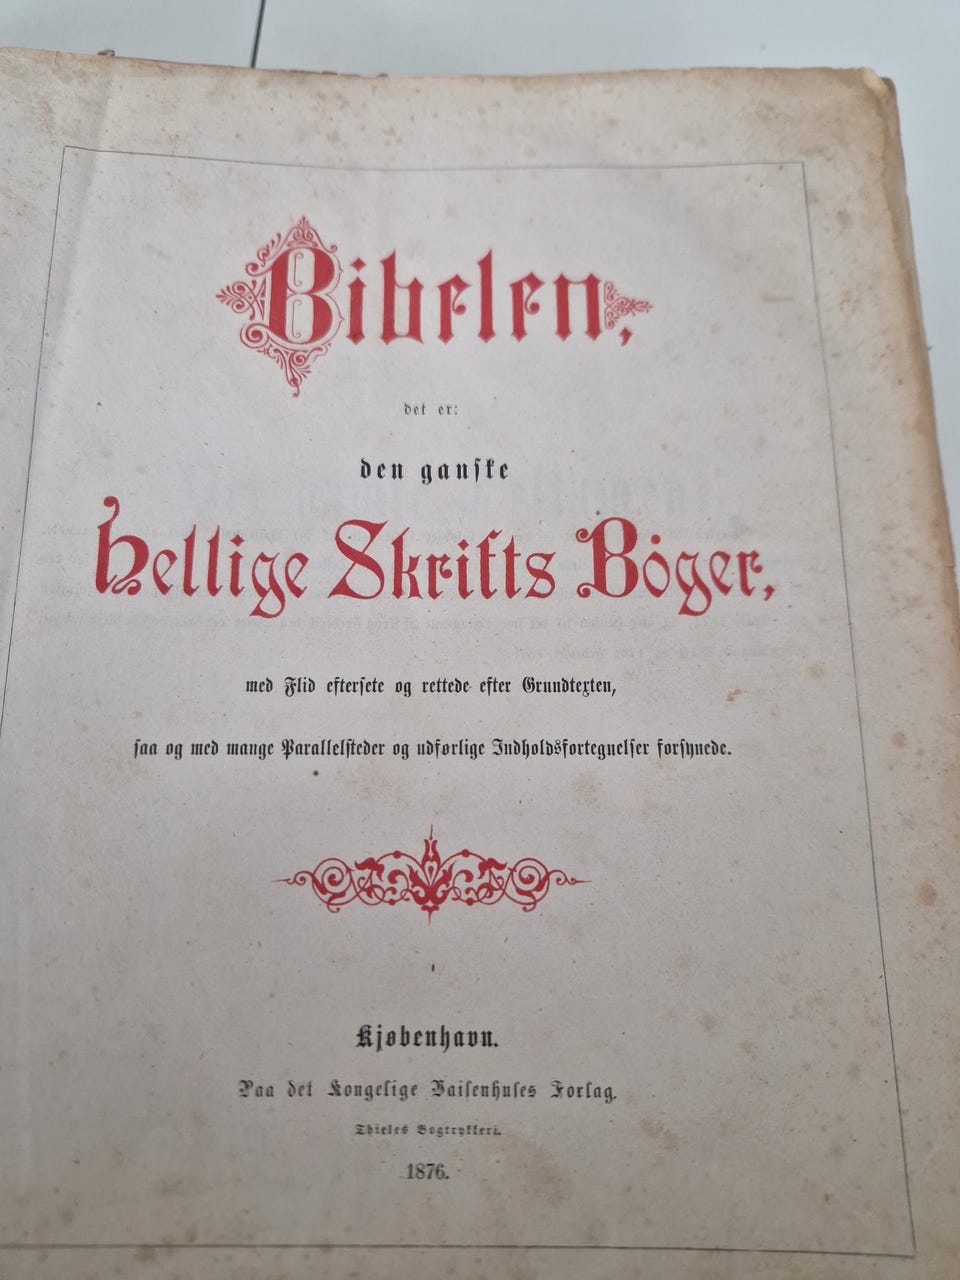 Bibelen,
det er:
den ganske
Hellige Skrifts Böger,
med Flid eftersete og rettede efter Grundtexten,
saa og med mange Parallelsteder og udførlige Indholdsfortegnelser forsynede.
Kjøbenhavn.
Paa det Kongelige Vaisenhuses Forlag.
Thieles Bogtrykkeri.
1876.